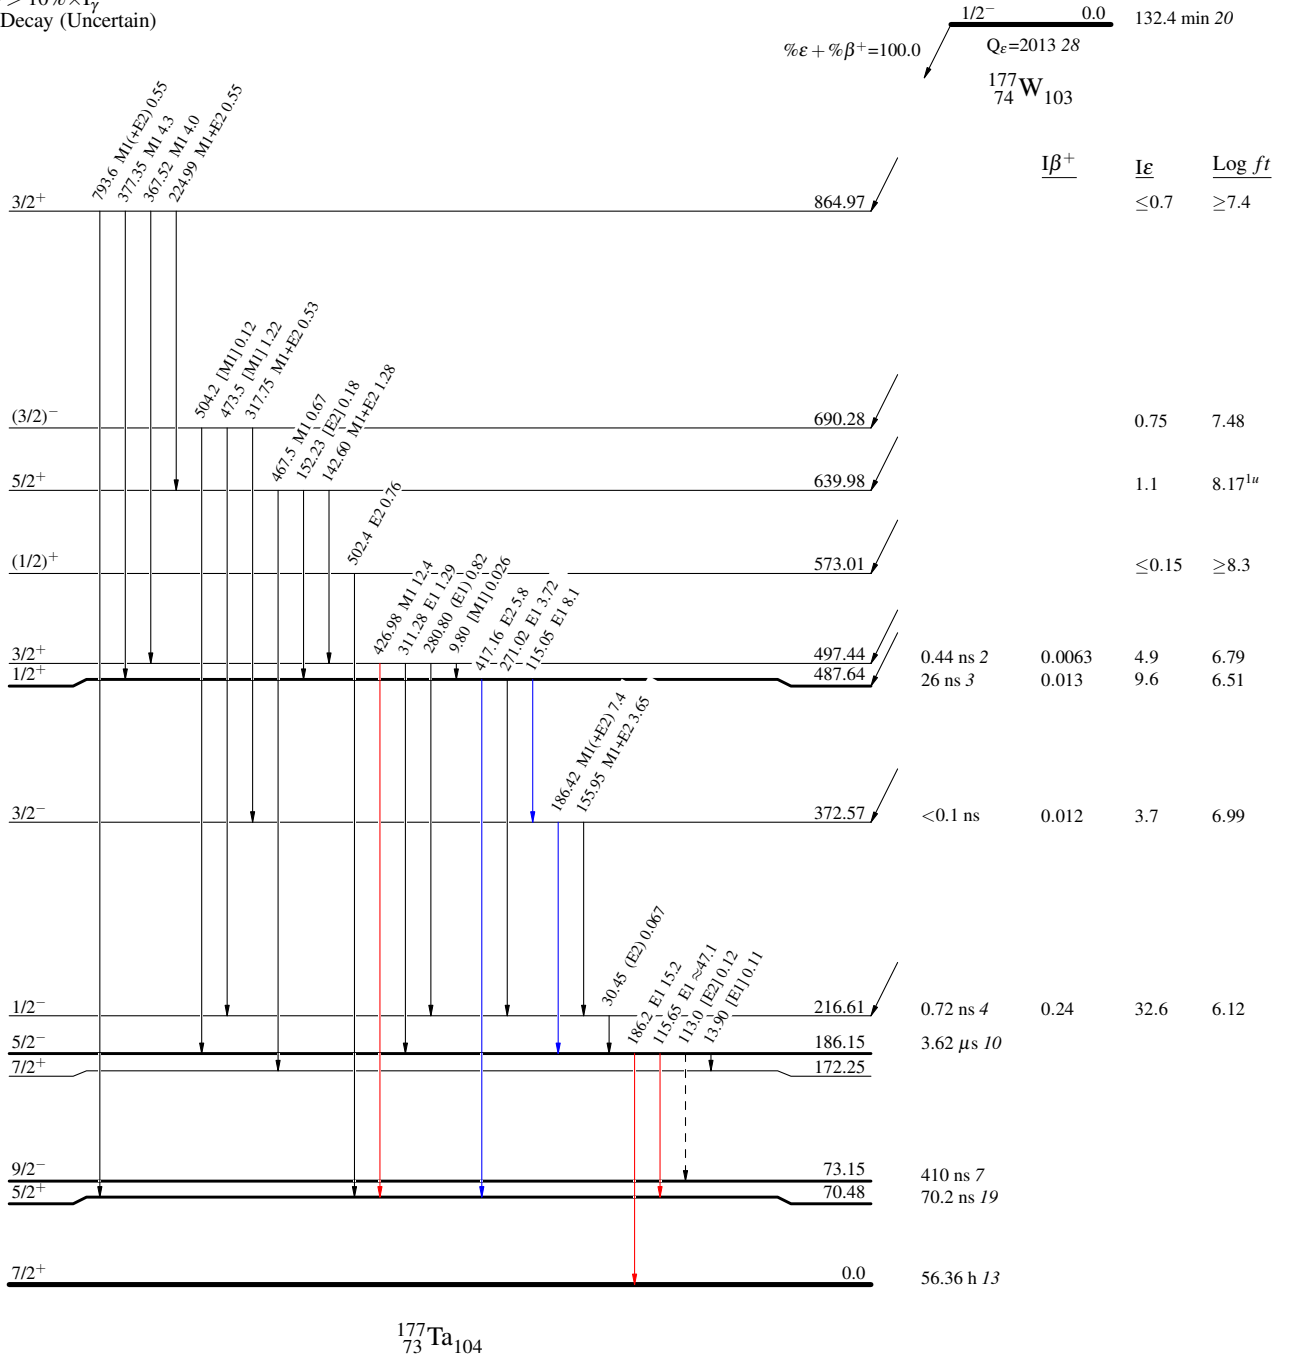 > 10%×Iγ
Decay (Uncertain)
1/2⁻ 0.0 132.4 min 20
%ε + %β⁺=100.0 Qε=2013 28
¹⁷⁷₇₄W₁₀₃
Iβ⁺ Iε Log ft
793.6 M1(+E2) 0.55
377.35 M1 4.3
367.52 M1 4.0
224.99 M1+E2 0.55
3/2⁺ 864.97 ≤0.7 ≥7.4
504.2 [M1] 0.12
473.5 [M1] 1.22
317.75 M1+E2 0.53
(3/2)⁻ 690.28 0.75 7.48
467.5 M1 0.67
152.23 [E2] 0.18
142.60 M1+E2 1.28
5/2⁺ 639.98 1.1 8.17¹ᵘ
502.4 E2 0.76
(1/2)⁺ 573.01 ≤0.15 ≥8.3
426.98 M1 12.4
311.28 E1 1.29
280.80 (E1) 0.82
9.80 [M1] 0.026
3/2⁺ 497.44 0.44 ns 2 0.0063 4.9 6.79
417.16 E2 5.8
271.02 E1 3.72
115.05 E1 8.1
1/2⁺ 487.64 26 ns 3 0.013 9.6 6.51
186.42 M1(+E2) 7.4
155.95 M1+E2 3.65
3/2⁻ 372.57 <0.1 ns 0.012 3.7 6.99
30.45 (E2) 0.067
1/2⁻ 216.61 0.72 ns 4 0.24 32.6 6.12
186.2 E1 15.2
115.65 E1 ≈47.1
113.0 [E2] 0.12
13.90 [E1] 0.11
5/2⁻ 186.15 3.62 μs 10
7/2⁺ 172.25
9/2⁻ 73.15 410 ns 7
5/2⁺ 70.48 70.2 ns 19
7/2⁺ 0.0 56.36 h 13
¹⁷⁷₇₃Ta₁₀₄